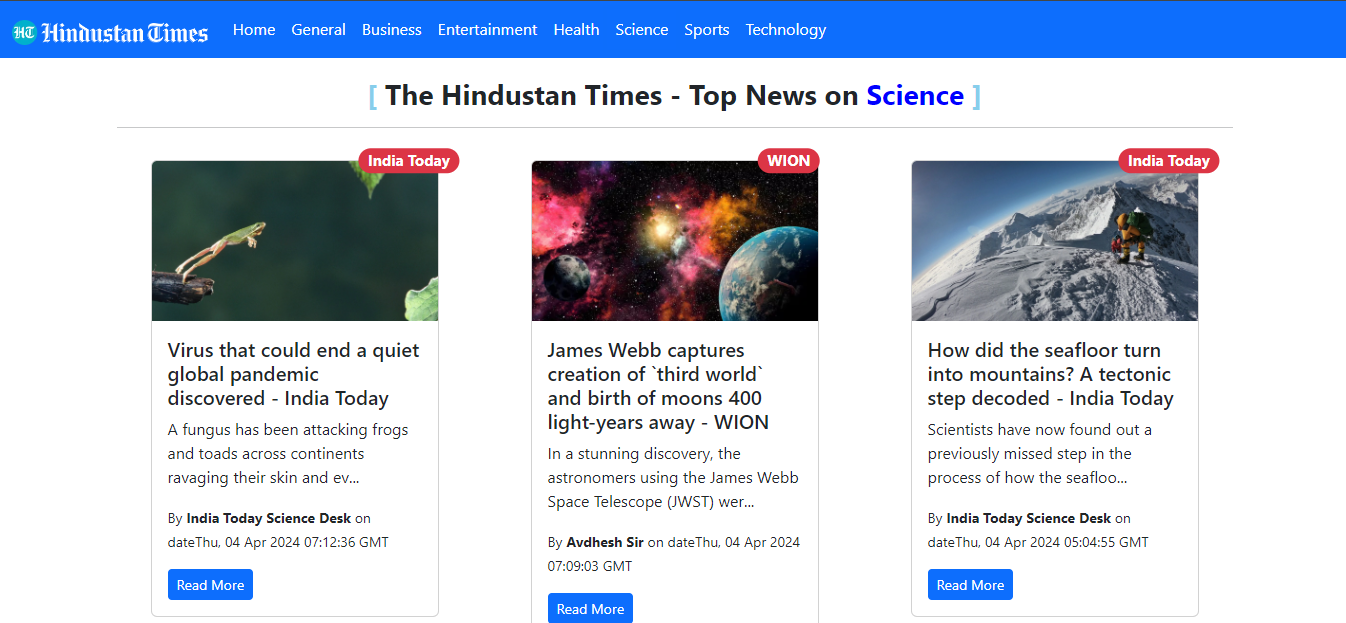 HT Hindustan Times Home General Business Entertainment Health Science Sports Technology
[ The Hindustan Times - Top News on Science ]
India Today
Virus that could end a quiet
global pandemic
discovered - India Today
A fungus has been attacking frogs
and toads across continents
ravaging their skin and ev...
By India Today Science Desk on
dateThu, 04 Apr 2024 07:12:36 GMT
Read More
WION
James Webb captures
creation of `third world`
and birth of moons 400
light-years away - WION
In a stunning discovery, the
astronomers using the James Webb
Space Telescope (JWST) wer...
By Avdhesh Sir on dateThu, 04 Apr 2024
07:09:03 GMT
Read More
India Today
How did the seafloor turn
into mountains? A tectonic
step decoded - India Today
Scientists have now found out a
previously missed step in the
process of how the seafloo...
By India Today Science Desk on
dateThu, 04 Apr 2024 05:04:55 GMT
Read More